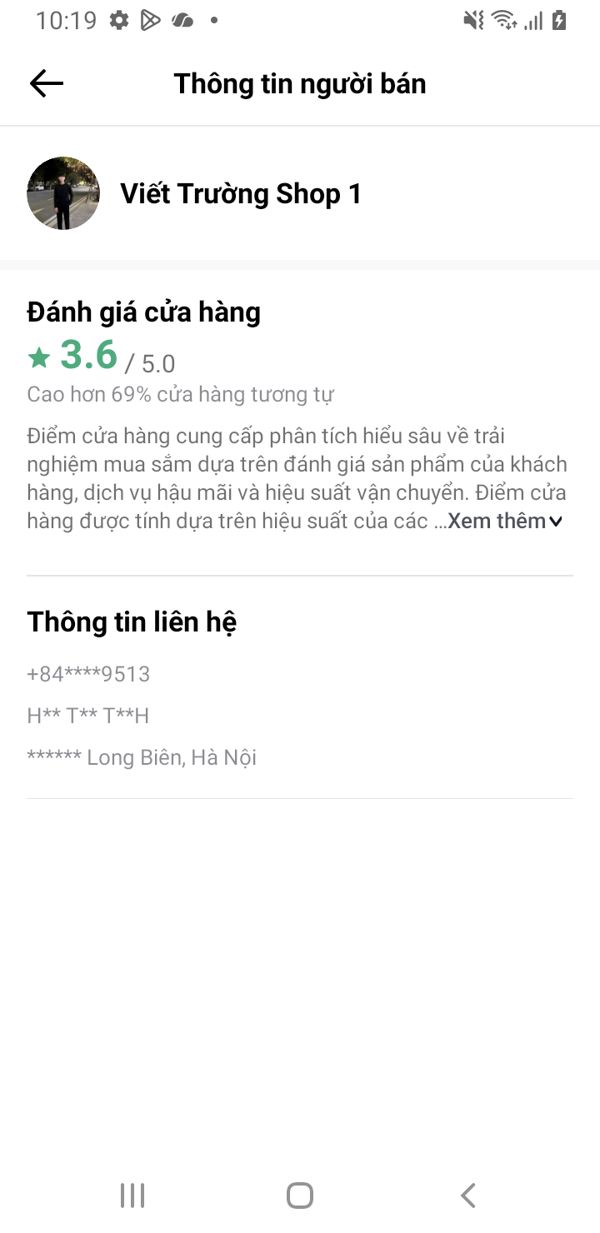 10:19
Thông tin người bán
Viết Trường Shop 1
Đánh giá cửa hàng
3.6 / 5.0
Cao hơn 69% cửa hàng tương tự
Điểm cửa hàng cung cấp phân tích hiểu sâu về trải
nghiệm mua sắm dựa trên đánh giá sản phẩm của khách
hàng, dịch vụ hậu mãi và hiệu suất vận chuyển. Điểm cửa
hàng được tính dựa trên hiệu suất của các ...Xem thêm
Thông tin liên hệ
+84****9513
H** T** T**H
****** Long Biên, Hà Nội